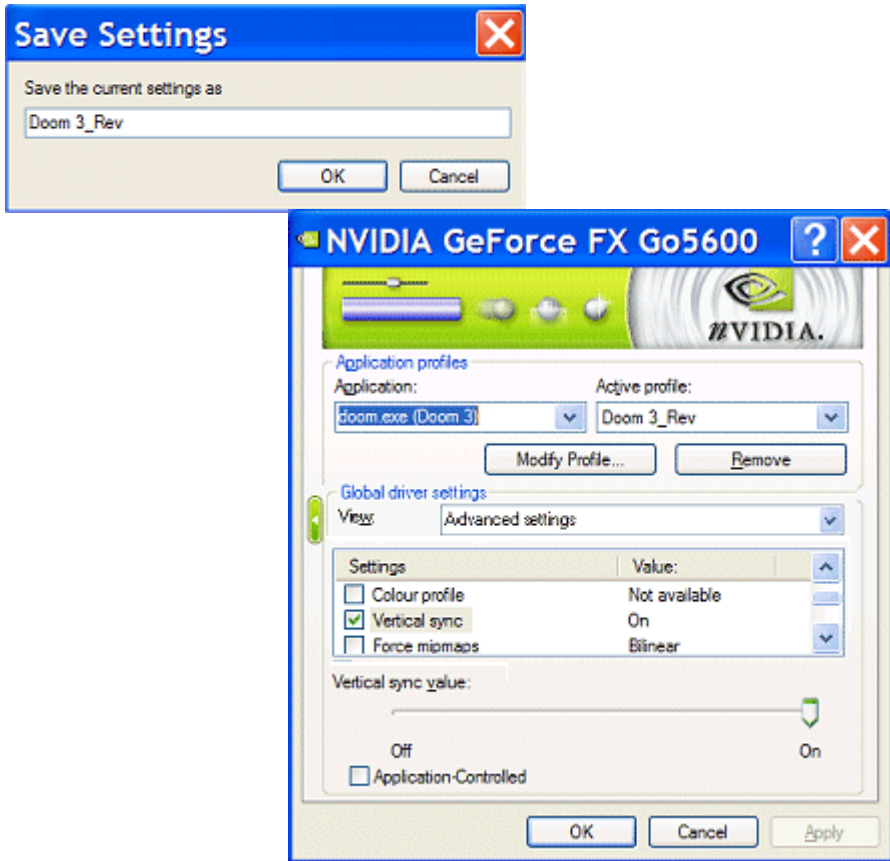 Save Settings
Save the current settings as
Doom 3_Rev
OK Cancel
NVIDIA GeForce FX Go5600
nVIDIA.
Application profiles
Application: Active profile:
doom.exe (Doom 3) Doom 3_Rev
Modify Profile... Remove
Global driver settings
View: Advanced settings
Settings Value:
Colour profile Not available
Vertical sync On
Force mipmaps Bilinear
Vertical sync value:
Off On
Application-Controlled
OK Cancel Apply